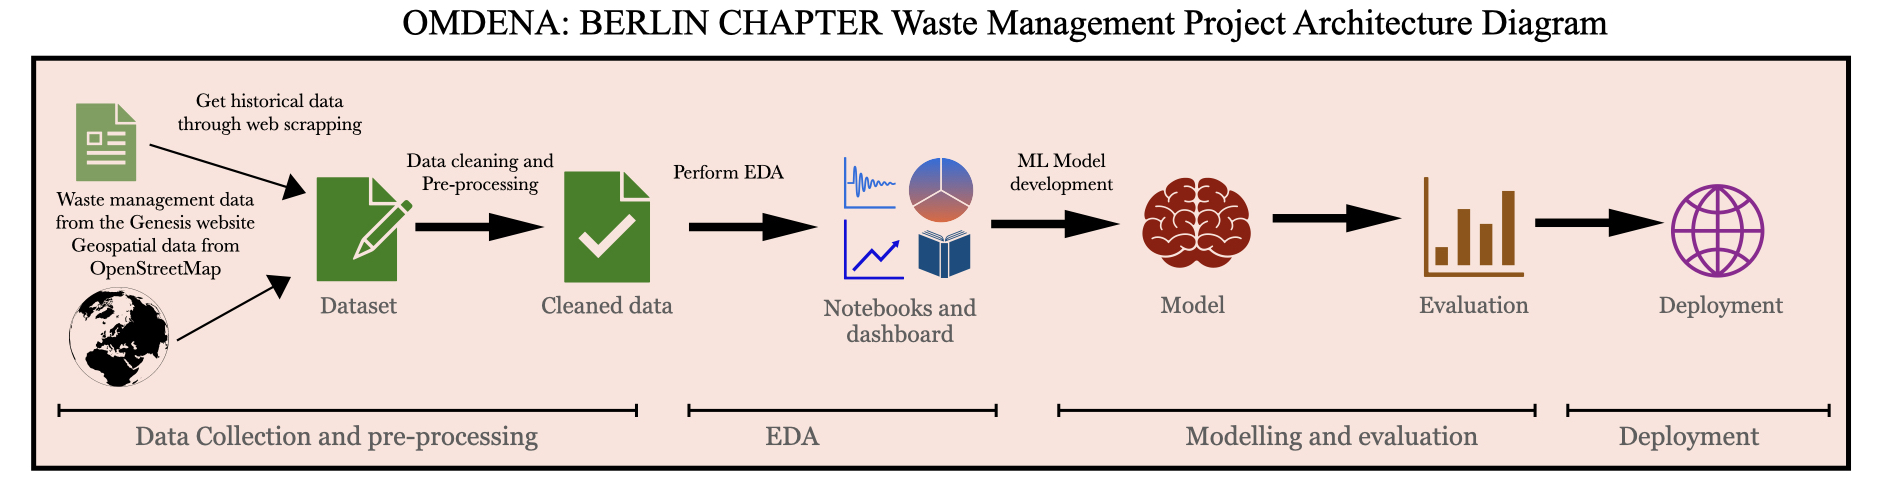 OMDENA: BERLIN CHAPTER Waste Management Project Architecture Diagram
Get historical data
through web scrapping
Waste management data
from the Genesis website
Geospatial data from
OpenStreetMap
Dataset
Data cleaning and
Pre-processing
Cleaned data
Perform EDA
Notebooks and
dashboard
ML Model
development
Model
Evaluation
Deployment
Data Collection and pre-processing
EDA
Modelling and evaluation
Deployment